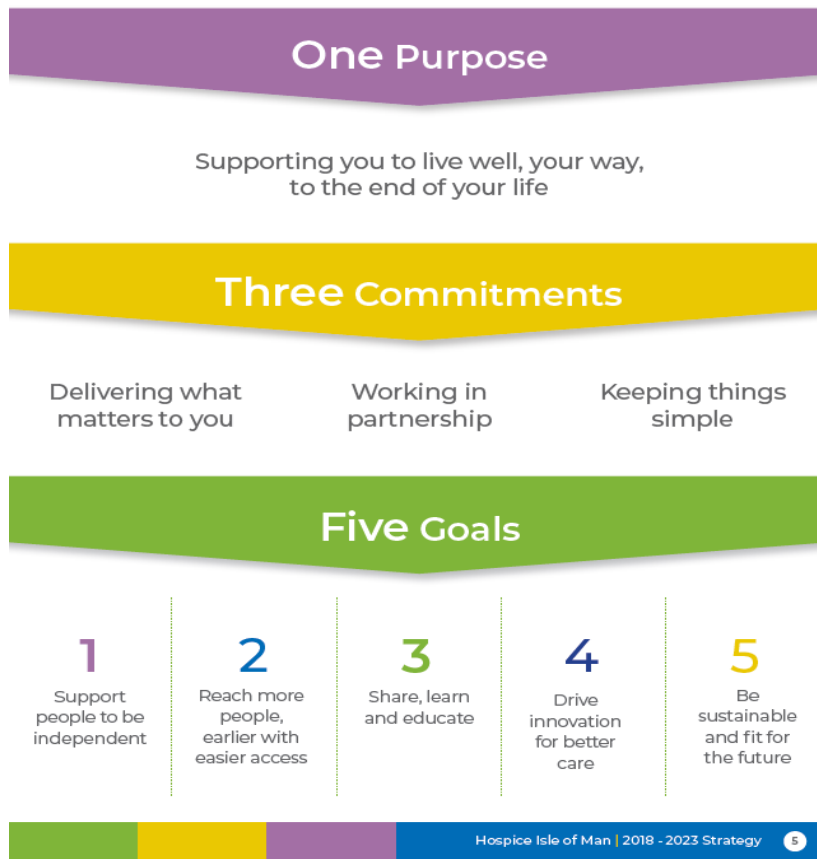 One Purpose
Supporting you to live well, your way,
to the end of your life
Three Commitments
Delivering what
matters to you
Working in
partnership
Keeping things
simple
Five Goals
1
Support
people to be
independent
2
Reach more
people,
earlier with
easier access
3
Share, learn
and educate
4
Drive
innovation
for better
care
5
Be
sustainable
and fit for
the future
Hospice Isle of Man | 2018 - 2023 Strategy 5